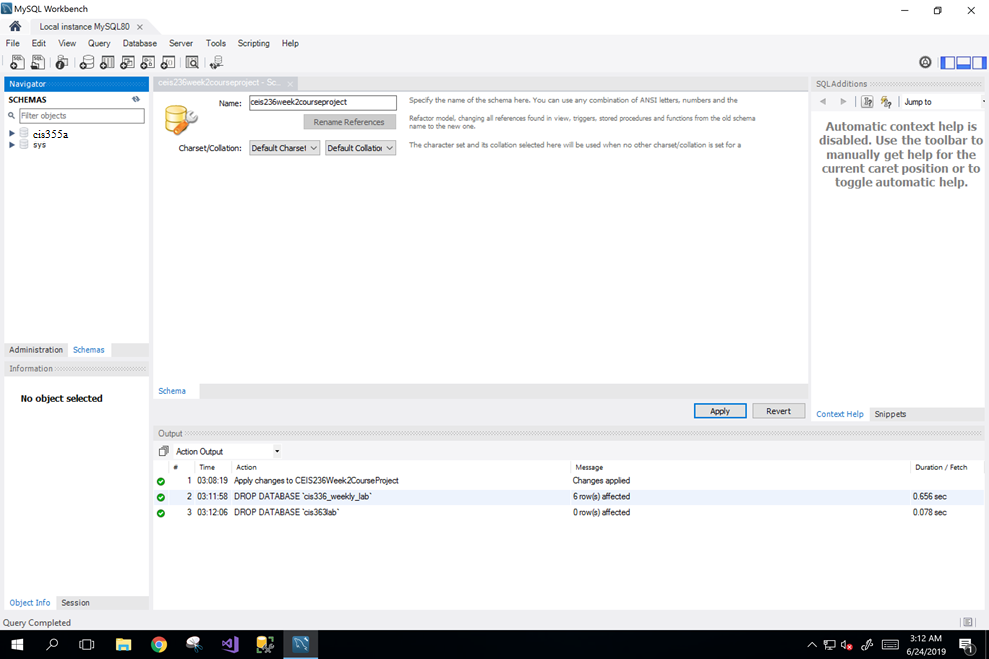 MySQL Workbench
Local instance MySQL80
File Edit View Query Database Server Tools Scripting Help
Navigator
SCHEMAS
Filter objects
cis355a
sys
Administration Schemas
Information
No object selected
Object Info Session
ceis236week2courseproject - Sc...
Name: ceis236week2courseproject
Specify the name of the schema here. You can use any combination of ANSI letters, numbers and the
Rename References
Refactor model, changing all references found in view, triggers, stored procedures and functions from the old schema
name to the new one.
Charset/Collation: Default Charset Default Collation
The character set and its collation selected here will be used when no other charset/collation is set for a
Schema
Apply Revert
SQLAdditions
Jump to
Automatic context help is
disabled. Use the toolbar to
manually get help for the
current caret position or to
toggle automatic help.
Context Help Snippets
Output
Action Output
# Time Action Message Duration / Fetch
1 03:08:19 Apply changes to CEIS236Week2CourseProject Changes applied
2 03:11:58 DROP DATABASE `cis336_weekly_lab` 6 row(s) affected 0.656 sec
3 03:12:06 DROP DATABASE `cis363lab` 0 row(s) affected 0.078 sec
Query Completed
3:12 AM
6/24/2019
1